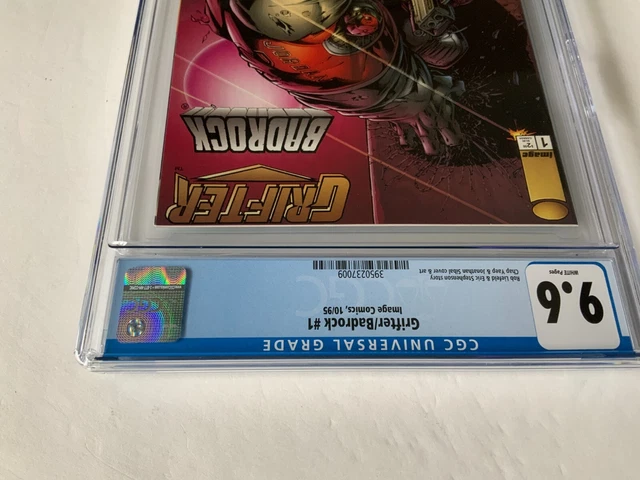 CGC UNIVERSAL GRADE
9.6
WHITE Pages
Grifter/Badrock #1
Image Comics, 10/95
Rob Liefeld & Eric Stephenson story
Chap Yaep & Jonathan Sibal cover & art
3950237009
GRIFTER
BADROCK
image
1